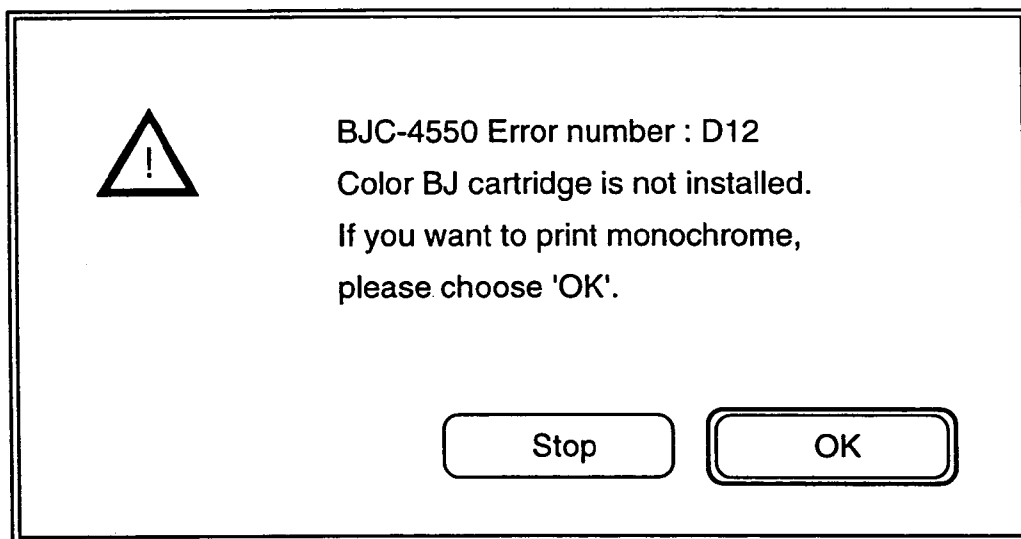 !
BJC-4550 Error number : D12
Color BJ cartridge is not installed.
If you want to print monochrome,
please choose 'OK'.
Stop
OK